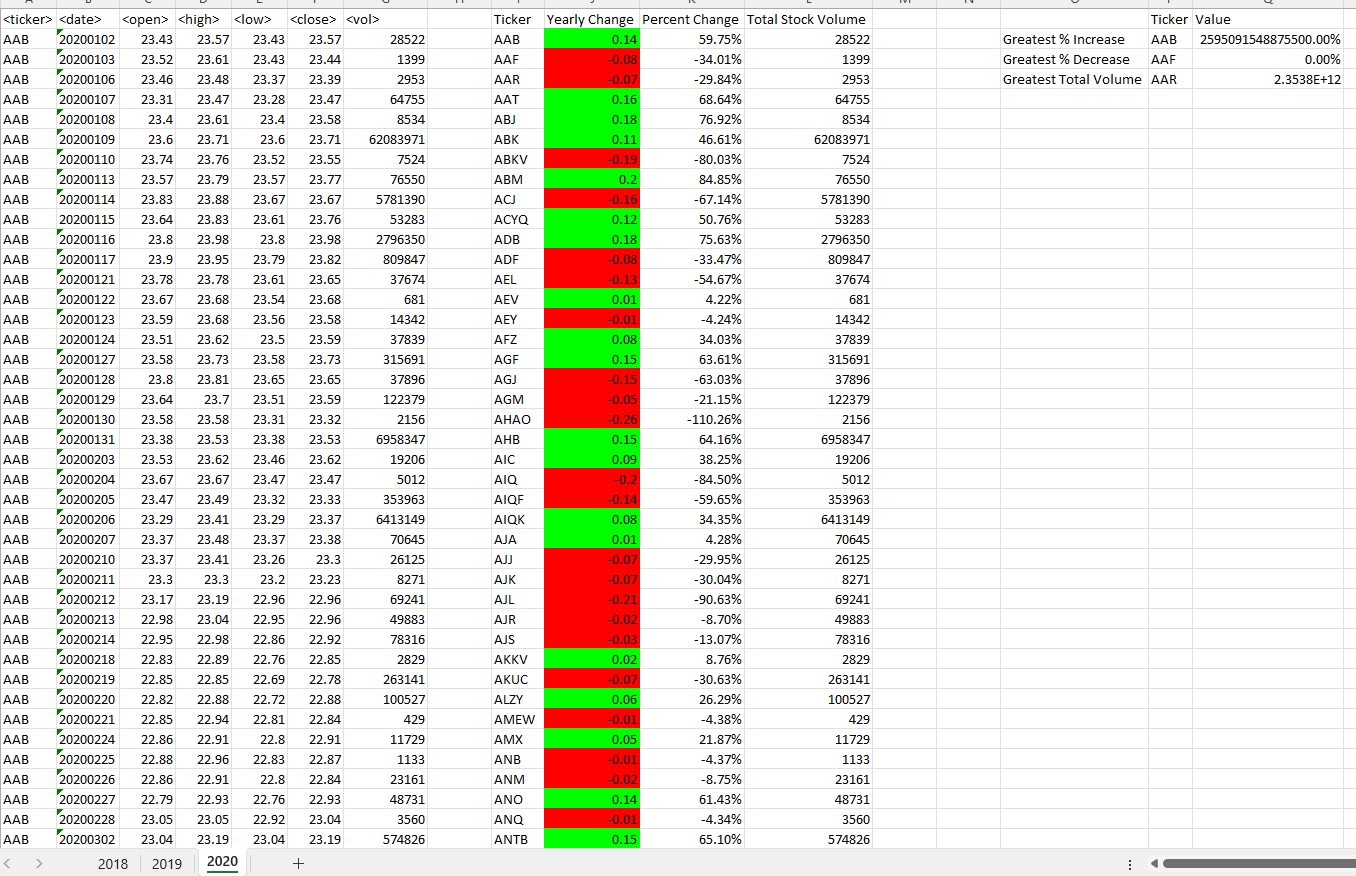 <ticker> <date> <open> <high> <low> <close> <vol> Ticker Yearly Change Percent Change Total Stock Volume Ticker Value
AAB 20200102 23.43 23.57 23.43 23.57 28522 AAB 0.14 59.75% 28522 Greatest % Increase AAB 2595091548875500.00%
AAB 20200103 23.52 23.61 23.43 23.44 1399 AAF -0.08 -34.01% 1399 Greatest % Decrease AAF 0.00%
AAB 20200106 23.46 23.48 23.37 23.39 2953 AAR -0.07 -29.84% 2953 Greatest Total Volume AAR 2.3538E+12
AAB 20200107 23.31 23.47 23.28 23.47 64755 AAT 0.16 68.64% 64755
AAB 20200108 23.4 23.61 23.4 23.58 8534 ABJ 0.18 76.92% 8534
AAB 20200109 23.6 23.71 23.6 23.71 62083971 ABK 0.11 46.61% 62083971
AAB 20200110 23.74 23.76 23.52 23.55 7524 ABKV -0.19 -80.03% 7524
AAB 20200113 23.57 23.79 23.57 23.77 76550 ABM 0.2 84.85% 76550
AAB 20200114 23.83 23.88 23.67 23.67 5781390 ACJ -0.16 -67.14% 5781390
AAB 20200115 23.64 23.83 23.61 23.76 53283 ACYQ 0.12 50.76% 53283
AAB 20200116 23.8 23.98 23.8 23.98 2796350 ADB 0.18 75.63% 2796350
AAB 20200117 23.9 23.95 23.79 23.82 809847 ADF -0.08 -33.47% 809847
AAB 20200121 23.78 23.78 23.61 23.65 37674 AEL -0.13 -54.67% 37674
AAB 20200122 23.67 23.68 23.54 23.68 681 AEV 0.01 4.22% 681
AAB 20200123 23.59 23.68 23.56 23.58 14342 AEY -0.01 -4.24% 14342
AAB 20200124 23.51 23.62 23.5 23.59 37839 AFZ 0.08 34.03% 37839
AAB 20200127 23.58 23.73 23.58 23.73 315691 AGF 0.15 63.61% 315691
AAB 20200128 23.8 23.81 23.65 23.65 37896 AGJ -0.15 -63.03% 37896
AAB 20200129 23.64 23.7 23.51 23.59 122379 AGM -0.05 -21.15% 122379
AAB 20200130 23.58 23.58 23.31 23.32 2156 AHAO -0.26 -110.26% 2156
AAB 20200131 23.38 23.53 23.38 23.53 6958347 AHB 0.15 64.16% 6958347
AAB 20200203 23.53 23.62 23.46 23.62 19206 AIC 0.09 38.25% 19206
AAB 20200204 23.67 23.67 23.47 23.47 5012 AIQ -0.2 -84.50% 5012
AAB 20200205 23.47 23.49 23.32 23.33 353963 AIQF -0.14 -59.65% 353963
AAB 20200206 23.29 23.41 23.29 23.37 6413149 AIQK 0.08 34.35% 6413149
AAB 20200207 23.37 23.48 23.37 23.38 70645 AJA 0.01 4.28% 70645
AAB 20200210 23.37 23.41 23.26 23.3 26125 AJJ -0.07 -29.95% 26125
AAB 20200211 23.3 23.3 23.2 23.23 8271 AJK -0.07 -30.04% 8271
AAB 20200212 23.17 23.19 22.96 22.96 69241 AJL -0.21 -90.63% 69241
AAB 20200213 22.98 23.04 22.95 22.96 49883 AJR -0.02 -8.70% 49883
AAB 20200214 22.95 22.98 22.86 22.92 78316 AJS -0.03 -13.07% 78316
AAB 20200218 22.83 22.89 22.76 22.85 2829 AKKV 0.02 8.76% 2829
AAB 20200219 22.85 22.85 22.69 22.78 263141 AKUC -0.07 -30.63% 263141
AAB 20200220 22.82 22.88 22.72 22.88 100527 ALZY 0.06 26.29% 100527
AAB 20200221 22.85 22.94 22.81 22.84 429 AMEW -0.01 -4.38% 429
AAB 20200224 22.86 22.91 22.8 22.91 11729 AMX 0.05 21.87% 11729
AAB 20200225 22.88 22.96 22.83 22.87 1133 ANB -0.01 -4.37% 1133
AAB 20200226 22.86 22.91 22.8 22.84 23161 ANM -0.02 -8.75% 23161
AAB 20200227 22.79 22.93 22.76 22.93 48731 ANO 0.14 61.43% 48731
AAB 20200228 23.05 23.05 22.92 23.04 3560 ANQ -0.01 -4.34% 3560
AAB 20200302 23.04 23.19 23.04 23.19 574826 ANTB 0.15 65.10% 574826
2018 2019 2020